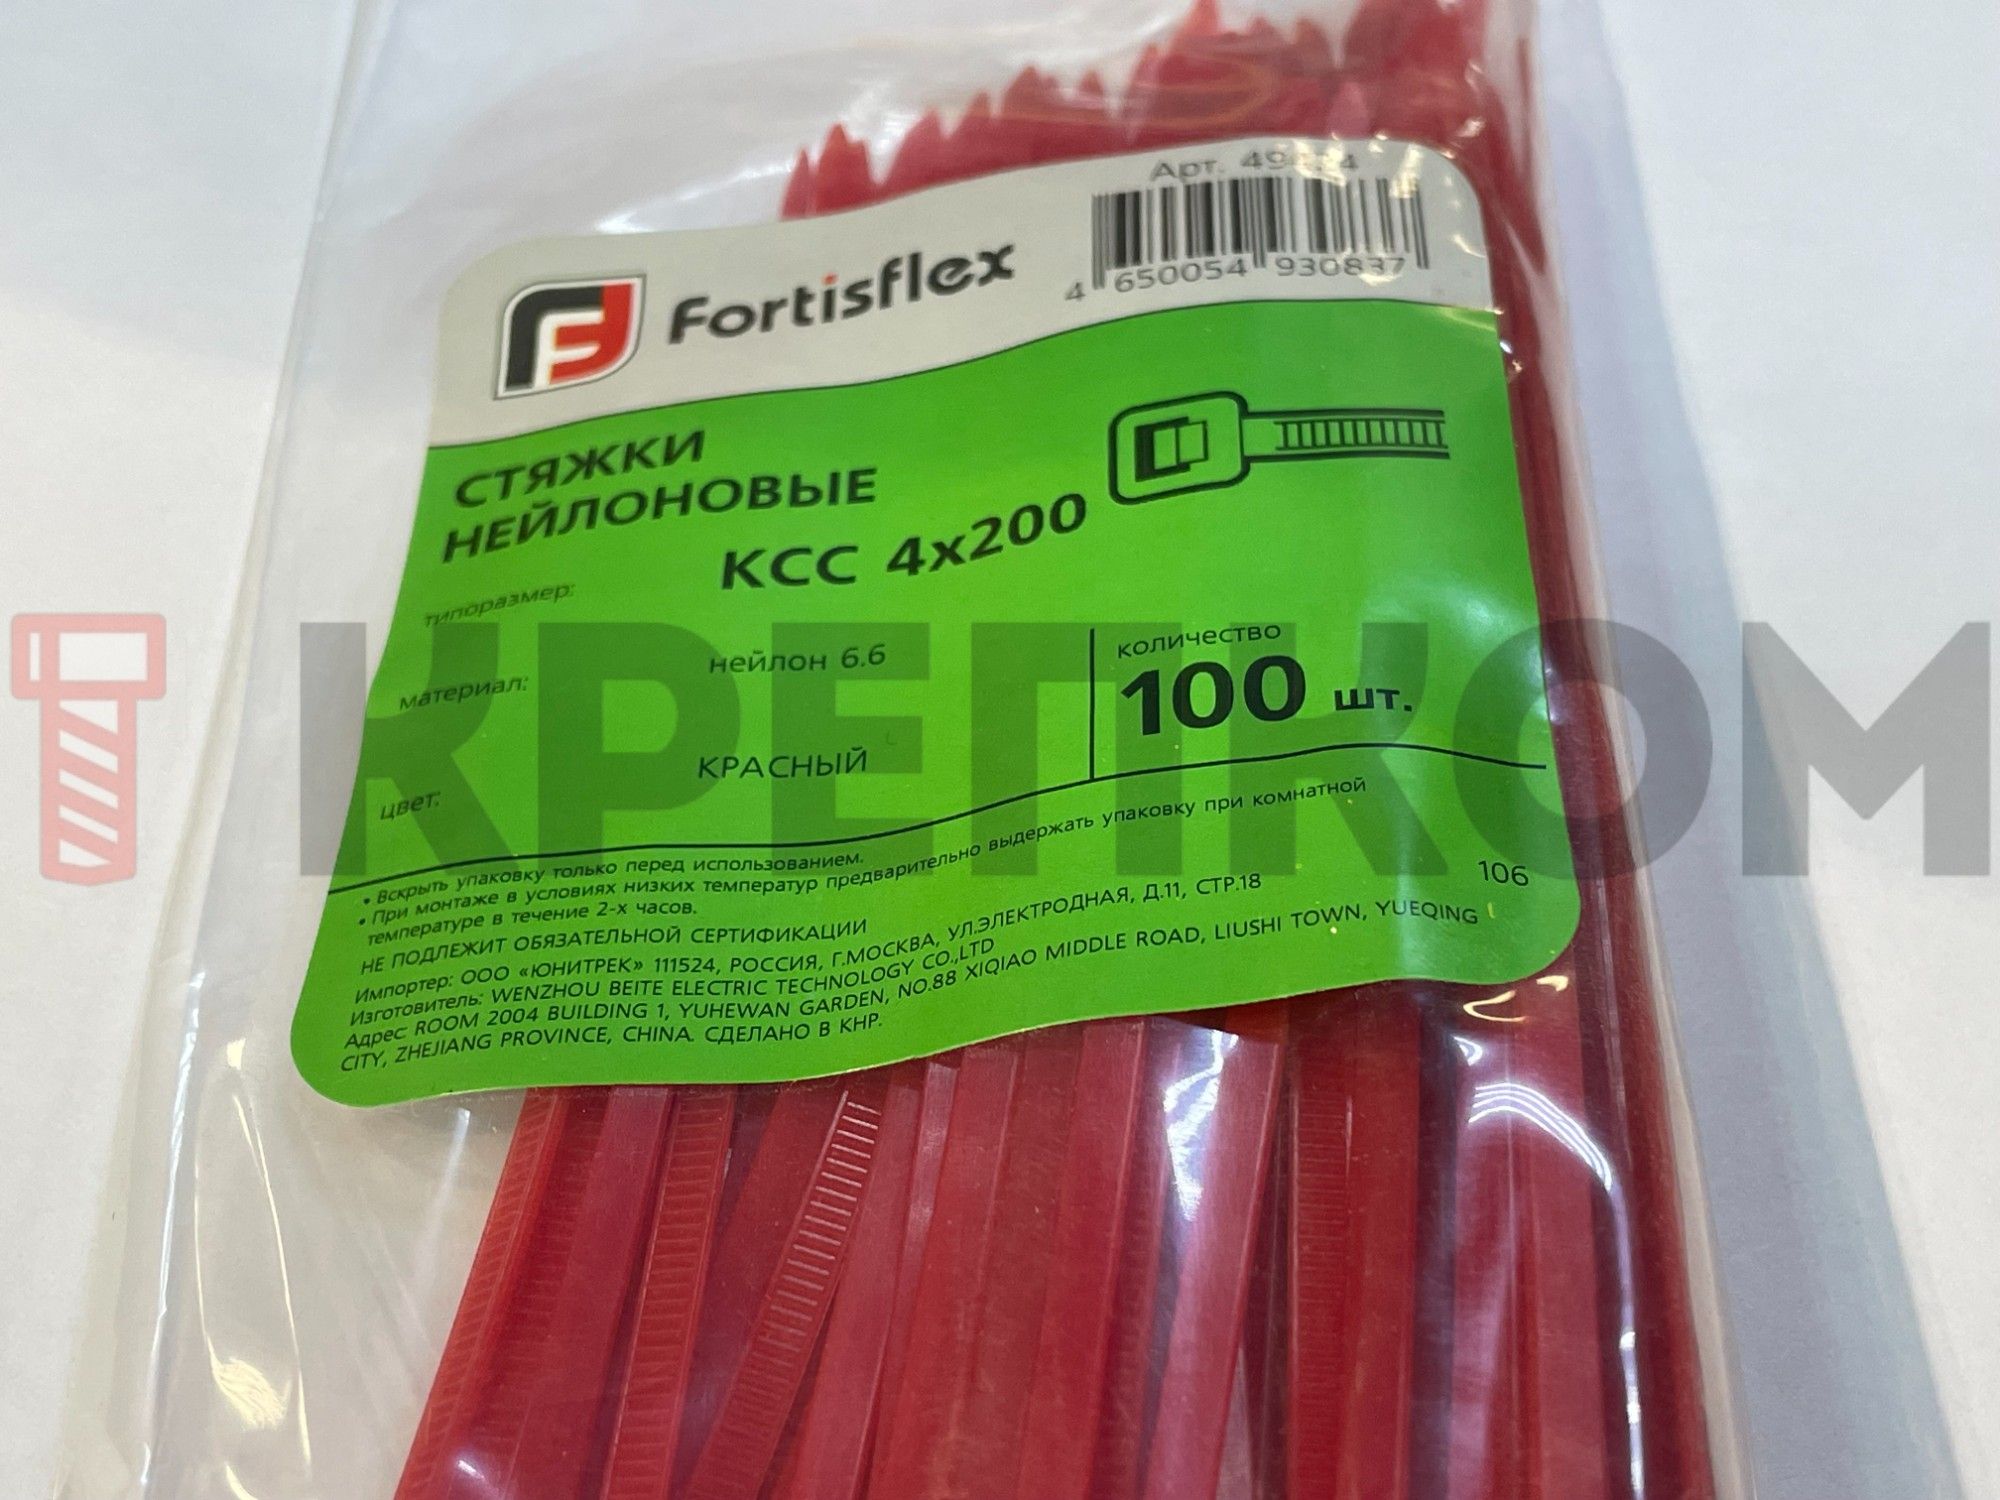 Арт.
4 650054 930837
Fortisflex
СТЯЖКИ
НЕЙЛОНОВЫЕ
типоразмер: КСС 4x200
материал: нейлон 6.6
количество
100 шт.
цвет: КРАСНЫЙ
• Вскрыть упаковку только перед использованием.
• При монтаже в условиях низких температур предварительно выдержать упаковку при комнатной
температуре в течение 2-х часов.
НЕ ПОДЛЕЖИТ ОБЯЗАТЕЛЬНОЙ СЕРТИФИКАЦИИ
106
Импортер: ООО «ЮНИТРЕК» 111524, РОССИЯ, Г.МОСКВА, УЛ.ЭЛЕКТРОДНАЯ, Д.11, СТР.18
Изготовитель: WENZHOU BEITE ELECTRIC TECHNOLOGY CO.,LTD
Адрес: ROOM 2004 BUILDING 1, YUHEWAN GARDEN, NO.88 XIQIAO MIDDLE ROAD, LIUSHI TOWN, YUEQING
CITY, ZHEJIANG PROVINCE, CHINA. СДЕЛАНО В КНР.
КРЕПКОМ